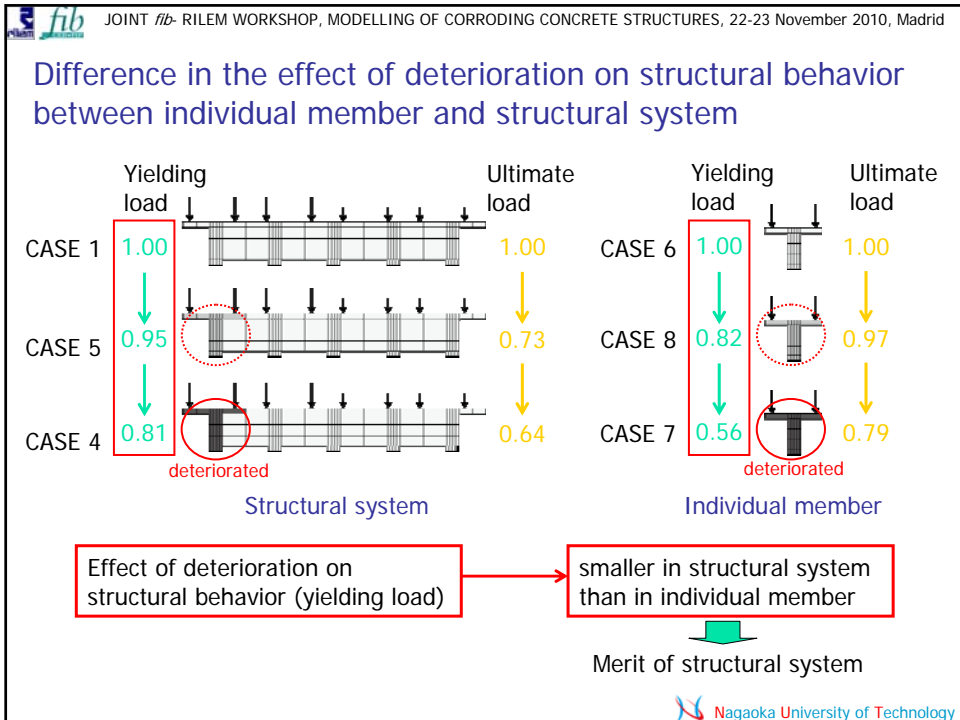 JOINT fib- RILEM WORKSHOP, MODELLING OF CORRODING CONCRETE STRUCTURES, 22-23 November 2010, Madrid
rilem fib
Difference in the effect of deterioration on structural behavior
between individual member and structural system
Yielding load
Ultimate load
Yielding load
Ultimate load
CASE 1 1.00 1.00
CASE 6 1.00 1.00
CASE 5 0.95 0.73
CASE 8 0.82 0.97
CASE 4 0.81 0.64
CASE 7 0.56 0.79
deteriorated
deteriorated
Structural system
Individual member
Effect of deterioration on
structural behavior (yielding load)
smaller in structural system
than in individual member
Merit of structural system
Nagaoka University of Technology